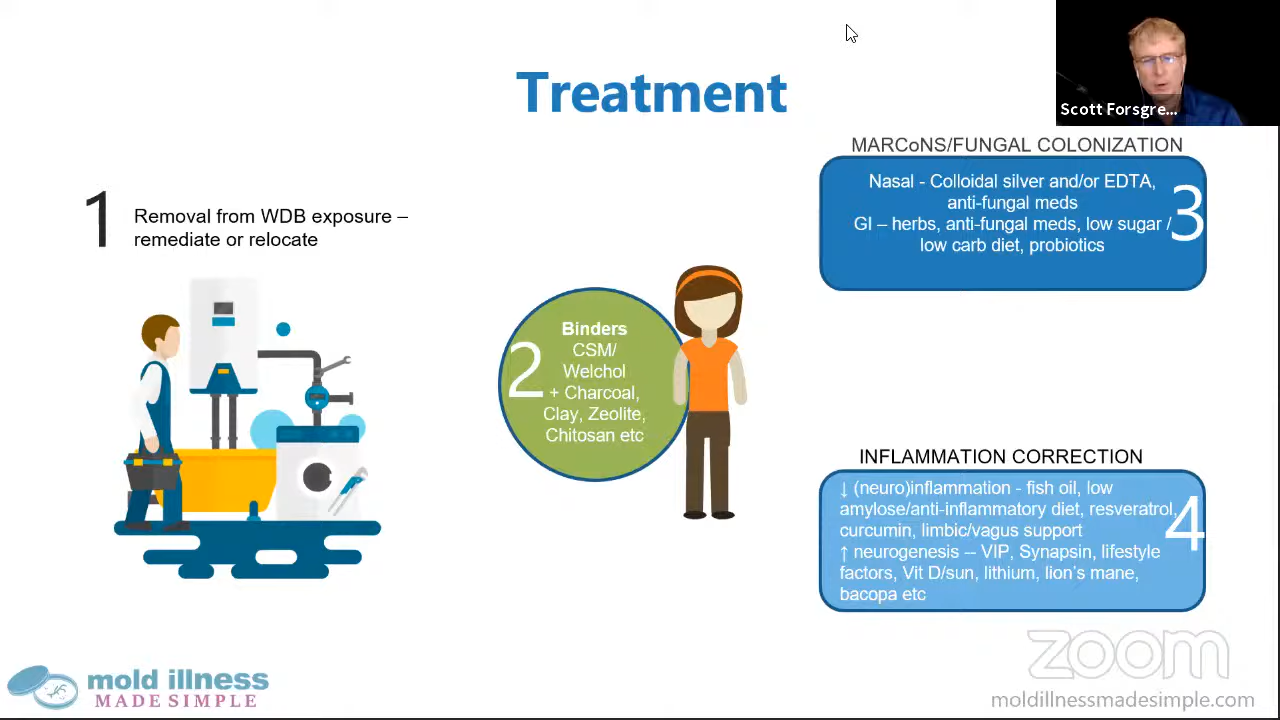 Treatment
Scott Forsgre...
1
Removal from WDB exposure –
remediate or relocate
2
Binders
CSM/
Welchol
+ Charcoal,
Clay, Zeolite,
Chitosan etc
MARCoNS/FUNGAL COLONIZATION
3
Nasal - Colloidal silver and/or EDTA,
anti-fungal meds
GI – herbs, anti-fungal meds, low sugar /
low carb diet, probiotics
INFLAMMATION CORRECTION
4
↓ (neuro)inflammation - fish oil, low
amylose/anti-inflammatory diet, resveratrol,
curcumin, limbic/vagus support
↑ neurogenesis -- VIP, Synapsin, lifestyle
factors, Vit D/sun, lithium, lion's mane,
bacopa etc
mold illness
MADE SIMPLE
zoom
moldillnessmadesimple.com